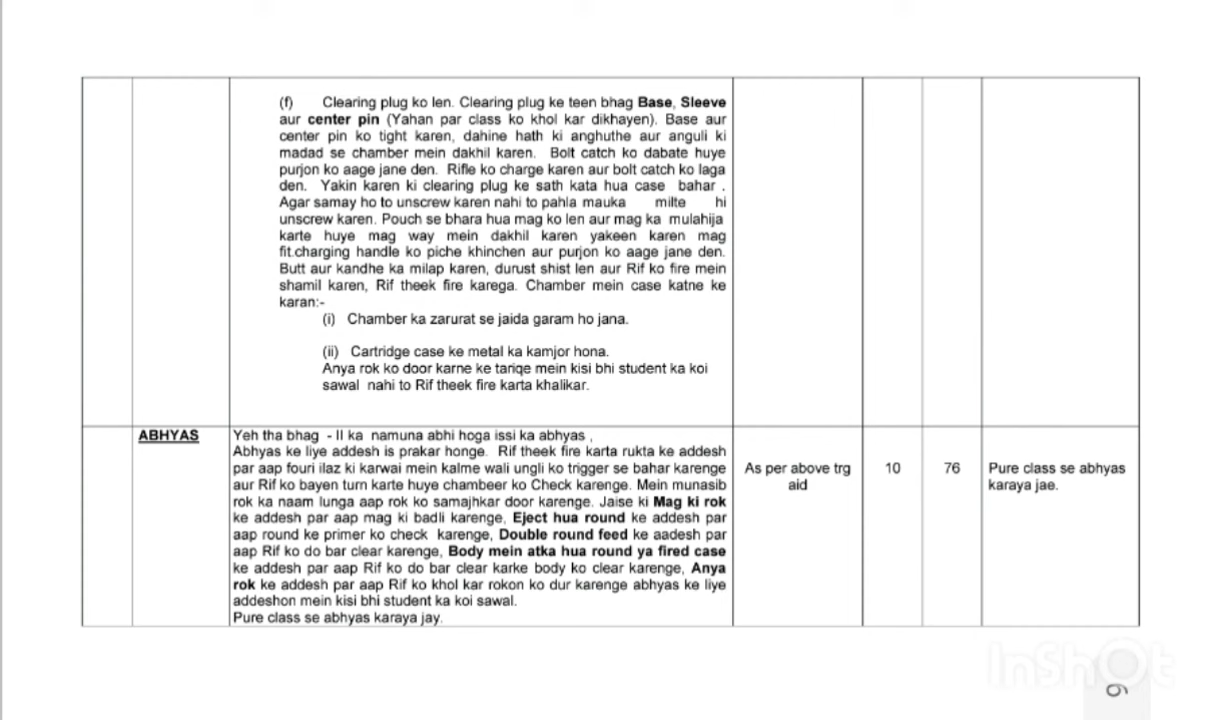 (f) Clearing plug ko len. Clearing plug ke teen bhag Base, Sleeve
aur center pin (Yahan par class ko khol kar dikhayen). Base aur
center pin ko tight karen, dahine hath ki anghuthe aur anguli ki
madad se chamber mein dakhil karen. Bolt catch ko dabate huye
purjon ko aage jane den. Rifle ko charge karen aur bolt catch ko laga
den. Yakin karen ki clearing plug ke sath kata hua case bahar .
Agar samay ho to unscrew karen nahi to pahla mauka milte hi
unscrew karen. Pouch se bhara hua mag ko len aur mag ka mulahija
karte huye mag way mein dakhil karen yakeen karen mag
fit.charging handle ko piche khinchen aur purjon ko aage jane den.
Butt aur kandhe ka milap karen, durust shist len aur Rif ko fire mein
shamil karen, Rif theek fire karega. Chamber mein case katne ke
karan:-
(i) Chamber ka zarurat se jaida garam ho jana.
(ii) Cartridge case ke metal ka kamjor hona.
Anya rok ko door karne ke tariqe mein kisi bhi student ka koi
sawal nahi to Rif theek fire karta khalikar.
ABHYAS
Yeh tha bhag - II ka namuna abhi hoga issi ka abhyas ,
Abhyas ke liye addesh is prakar honge. Rif theek fire karta rukta ke addesh
par aap fouri ilaz ki karwai mein kalme wali ungli ko trigger se bahar karenge
aur Rif ko bayen turn karte huye chambeer ko Check karenge. Mein munasib
rok ka naam lunga aap rok ko samajhkar door karenge. Jaise ki Mag ki rok
ke addesh par aap mag ki badli karenge, Eject hua round ke addesh par
aap round ke primer ko check karenge, Double round feed ke aadesh par
aap Rif ko do bar clear karenge, Body mein atka hua round ya fired case
ke addesh par aap Rif ko do bar clear karke body ko clear karenge, Anya
rok ke addesh par aap Rif ko khol kar rokon ko dur karenge abhyas ke liye
addeshon mein kisi bhi student ka koi sawal.
Pure class se abhyas karaya jay.
As per above trg
aid
10
76
Pure class se abhyas
karaya jae.
InShot
6